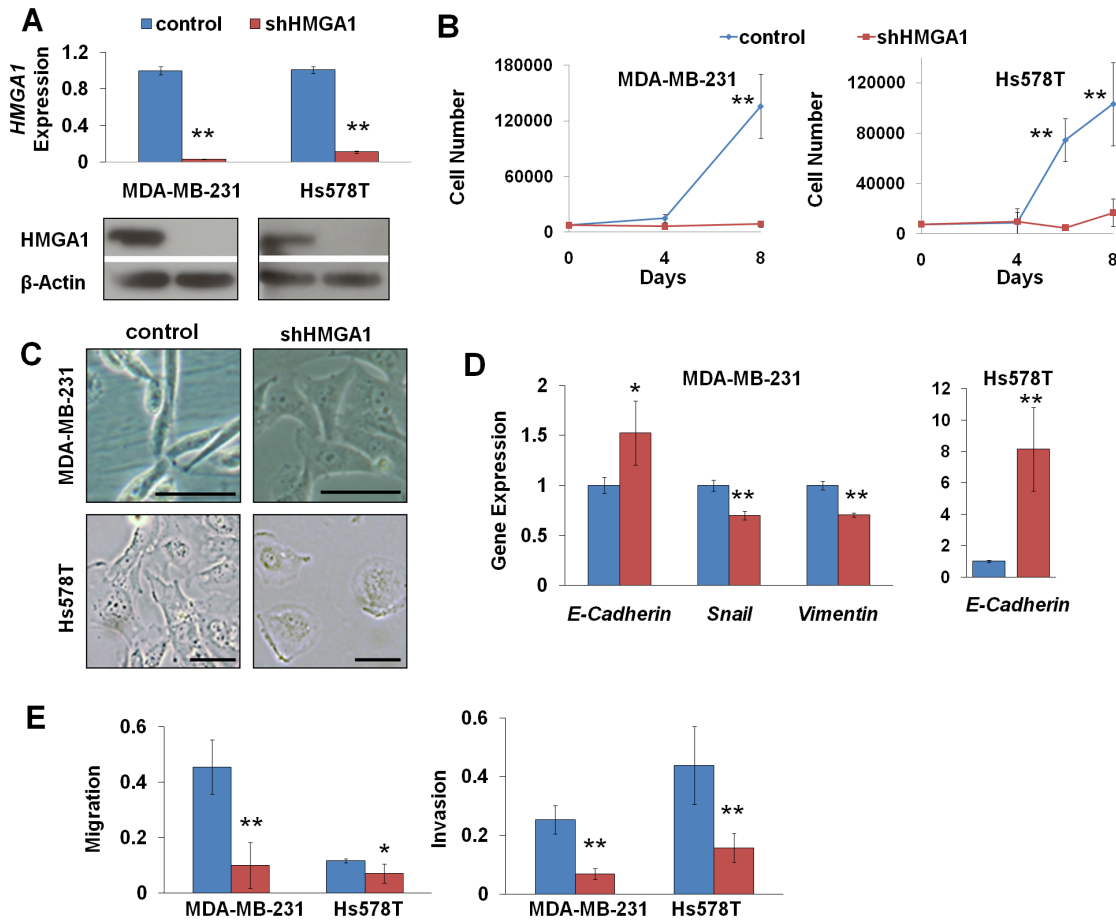 A
control shHMGA1
HMGA1 Expression
1.2
0.8
0.4
0
**
**
MDA-MB-231 Hs578T
HMGA1
β-Actin
B
control shHMGA1
MDA-MB-231
Cell Number
180000
120000
60000
0
**
0 4 8
Days
Hs578T
Cell Number
120000
80000
40000
0
**
**
0 4 6 8
Days
C
control shHMGA1
MDA-MB-231
Hs578T
D
MDA-MB-231
Gene Expression
2
1.5
1
0.5
0
*
**
**
E-Cadherin Snail Vimentin
Hs578T
**
12
10
8
6
4
2
0
E-Cadherin
E
Migration
0.6
0.4
0.2
0
**
*
MDA-MB-231 Hs578T
Invasion
0.6
0.4
0.2
0
**
**
MDA-MB-231 Hs578T